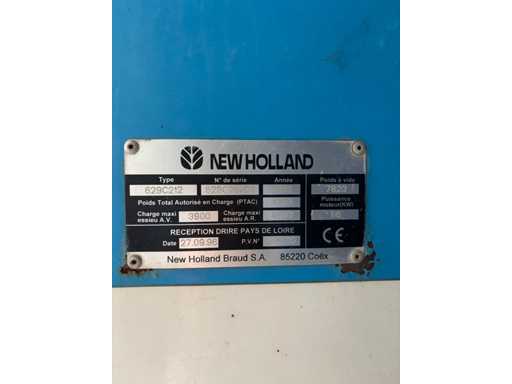 NEW HOLLAND
Type N° de série Année Poids à vide
629C212 7820
Poids Total Autorisé en Charge (PTAC) Puissance moteur(KW)
Charge maxi essieu A.V. 3900 Charge maxi essieu A.R.
RECEPTION DRIRE PAYS DE LOIRE
Date 27.09.96 P.V.N° CE
New Holland Braud S.A. 85220 Coëx